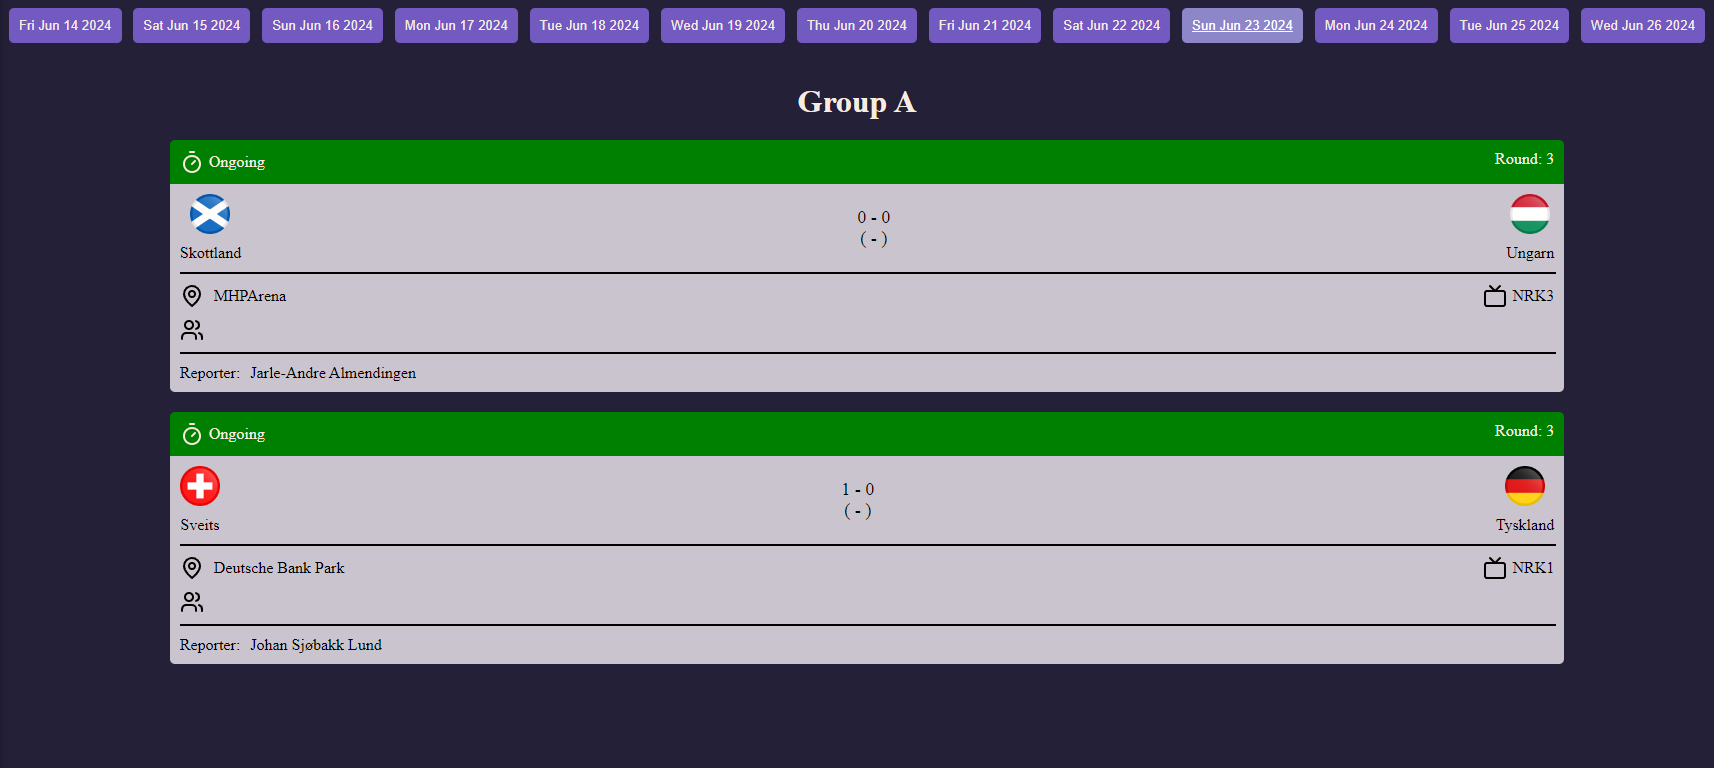 Fri Jun 14 2024 Sat Jun 15 2024 Sun Jun 16 2024 Mon Jun 17 2024 Tue Jun 18 2024 Wed Jun 19 2024 Thu Jun 20 2024 Fri Jun 21 2024 Sat Jun 22 2024 Sun Jun 23 2024 Mon Jun 24 2024 Tue Jun 25 2024 Wed Jun 26 2024
Group A
Ongoing Round: 3
0 - 0
( - )
Skottland Ungarn
MHPArena NRK3
Reporter: Jarle-Andre Almendingen
Ongoing Round: 3
1 - 0
( - )
Sveits Tyskland
Deutsche Bank Park NRK1
Reporter: Johan Sjøbakk Lund